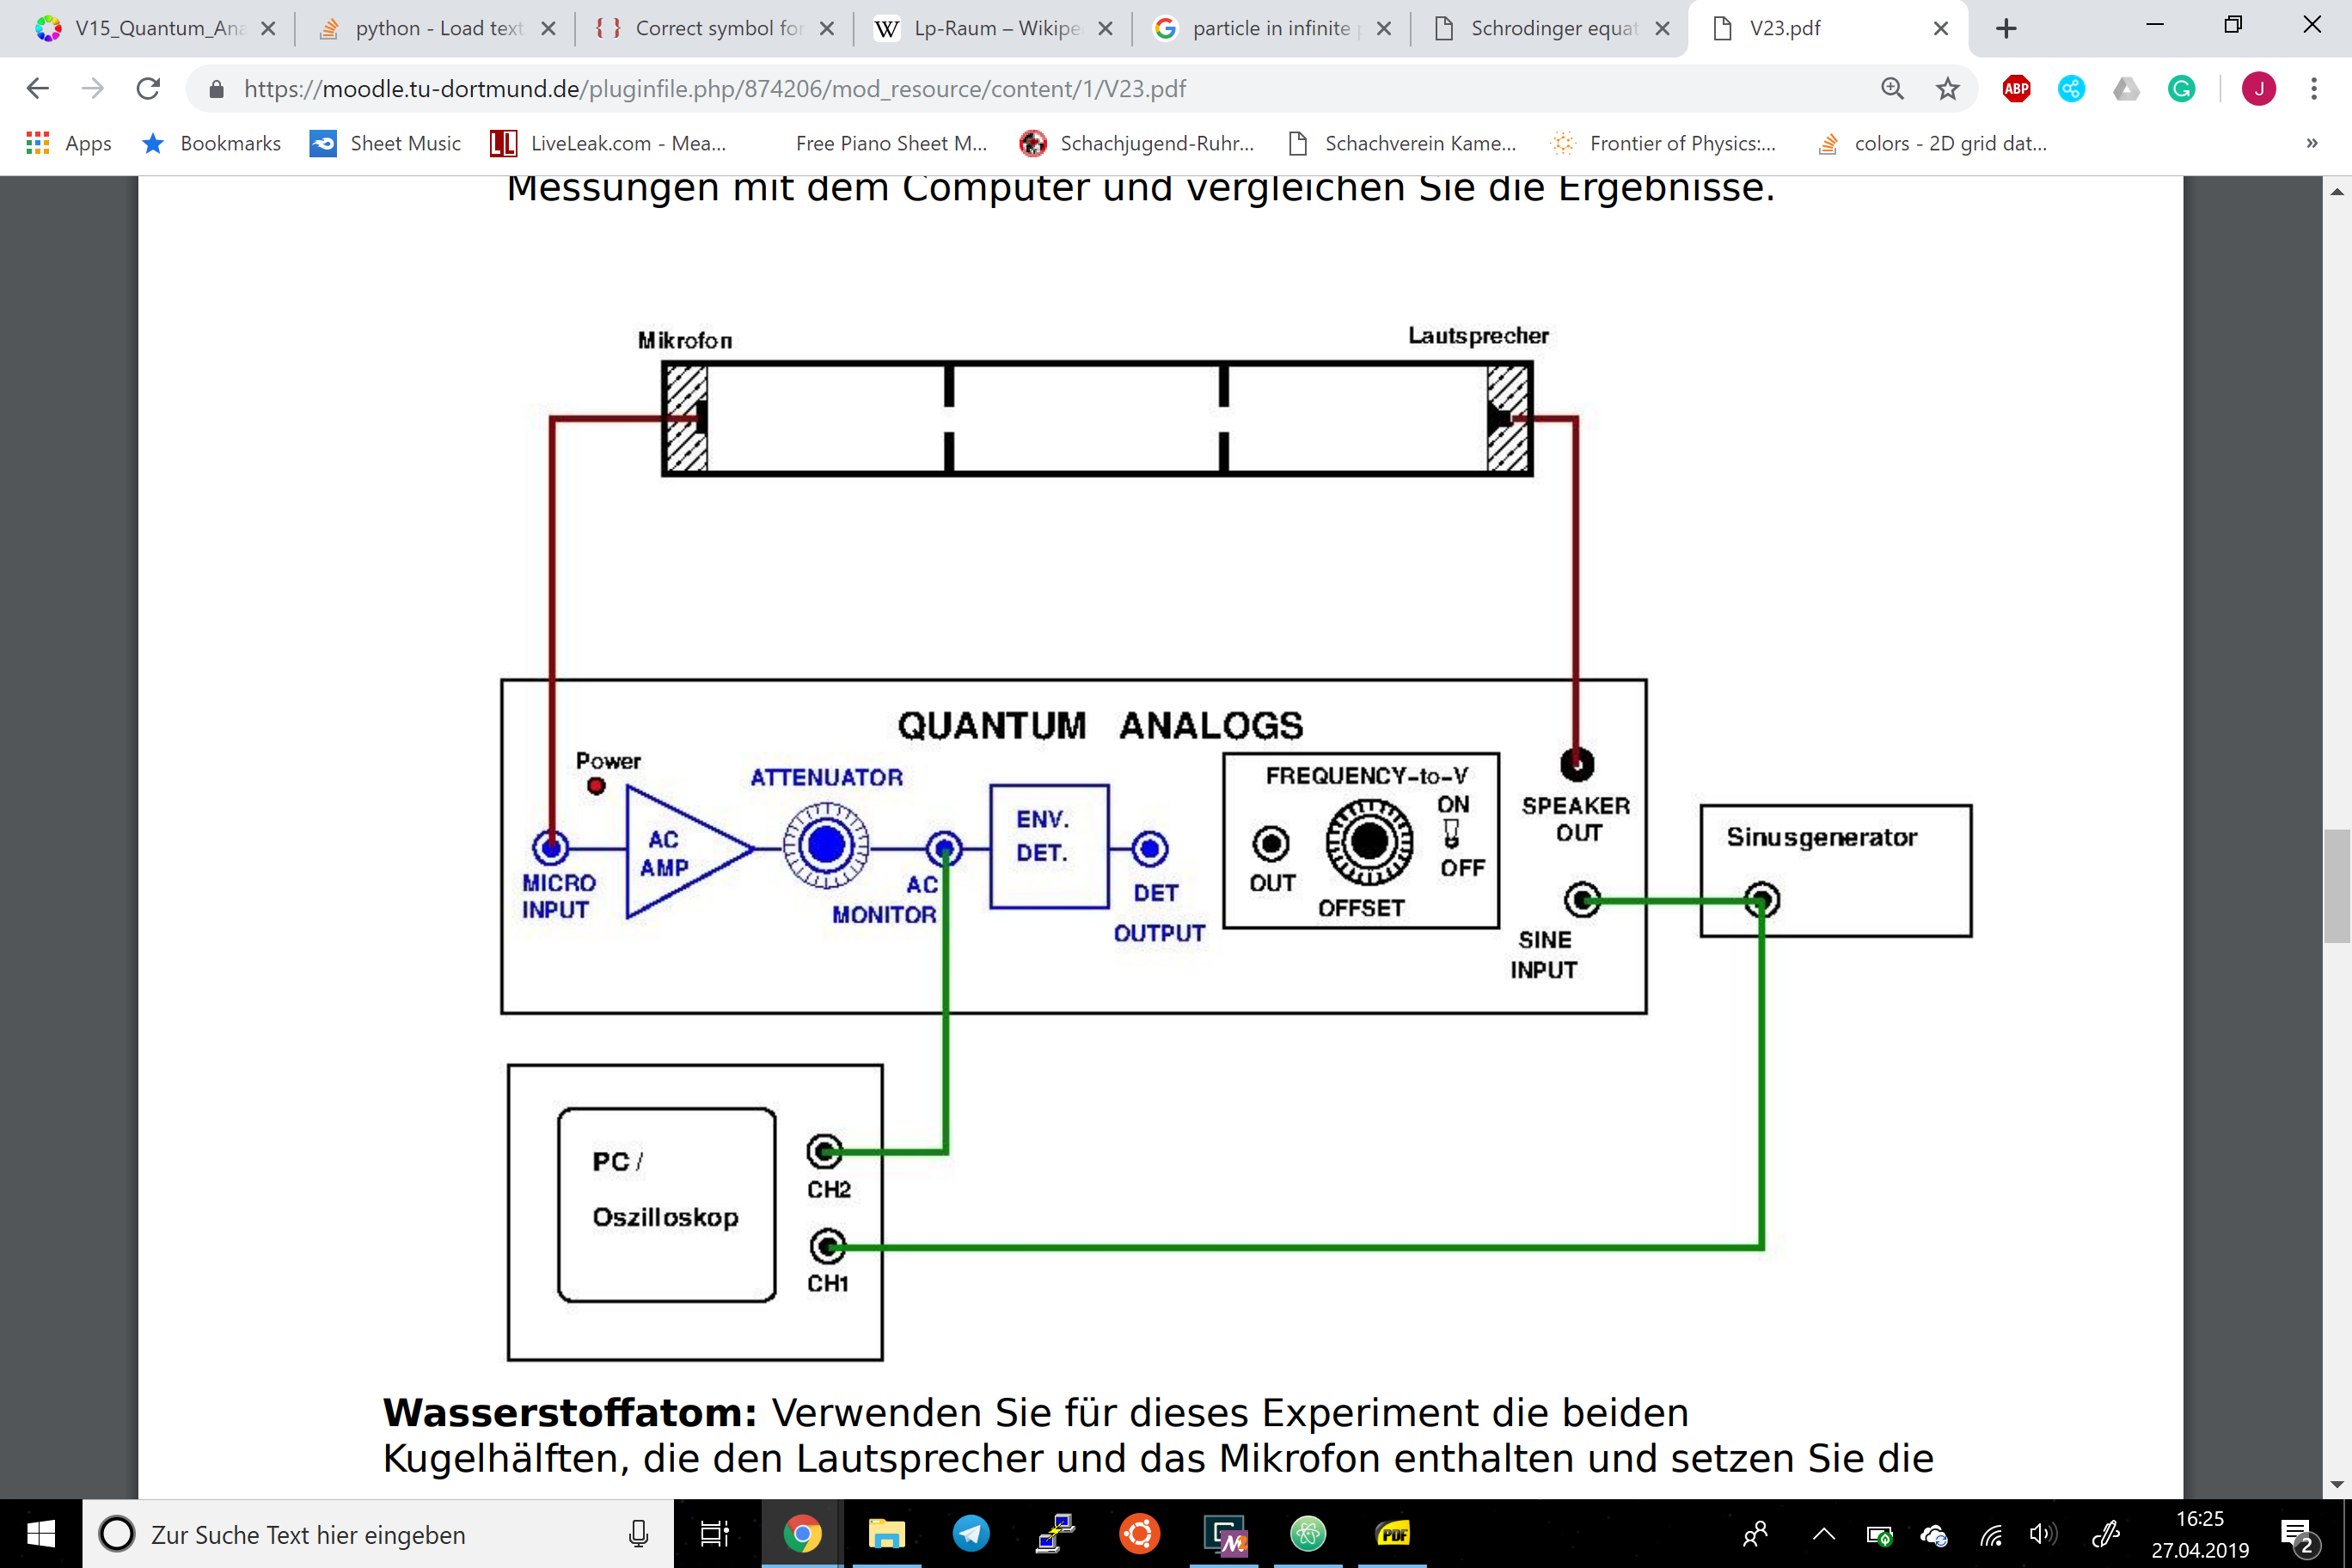 V15_Quantum_Ana
python - Load text
Correct symbol for
Lp-Raum – Wikipe
particle in infinite p
Schrodinger equat
V23.pdf
https://moodle.tu-dortmund.de/pluginfile.php/874206/mod_resource/content/1/V23.pdf
ABP
J
Apps
Bookmarks
Sheet Music
LiveLeak.com - Mea...
Free Piano Sheet M...
Schachjugend-Ruhr...
Schachverein Kame...
Frontier of Physics:...
colors - 2D grid dat...
»
Messungen mit dem Computer und vergleichen Sie die Ergebnisse.
Mikrofon
Lautsprecher
QUANTUM ANALOGS
Power
ATTENUATOR
AC
AMP
MICRO
INPUT
AC
MONITOR
ENV.
DET.
DET
OUTPUT
FREQUENCY-to-V
ON
OFF
OUT
OFFSET
SPEAKER
OUT
SINE
INPUT
Sinusgenerator
PC /
Oszilloskop
CH2
CH1
Wasserstoffatom: Verwenden Sie für dieses Experiment die beiden
Kugelhälften, die den Lautsprecher und das Mikrofon enthalten und setzen Sie die
Zur Suche Text hier eingeben
PDF
16:25
27.04.2019
2